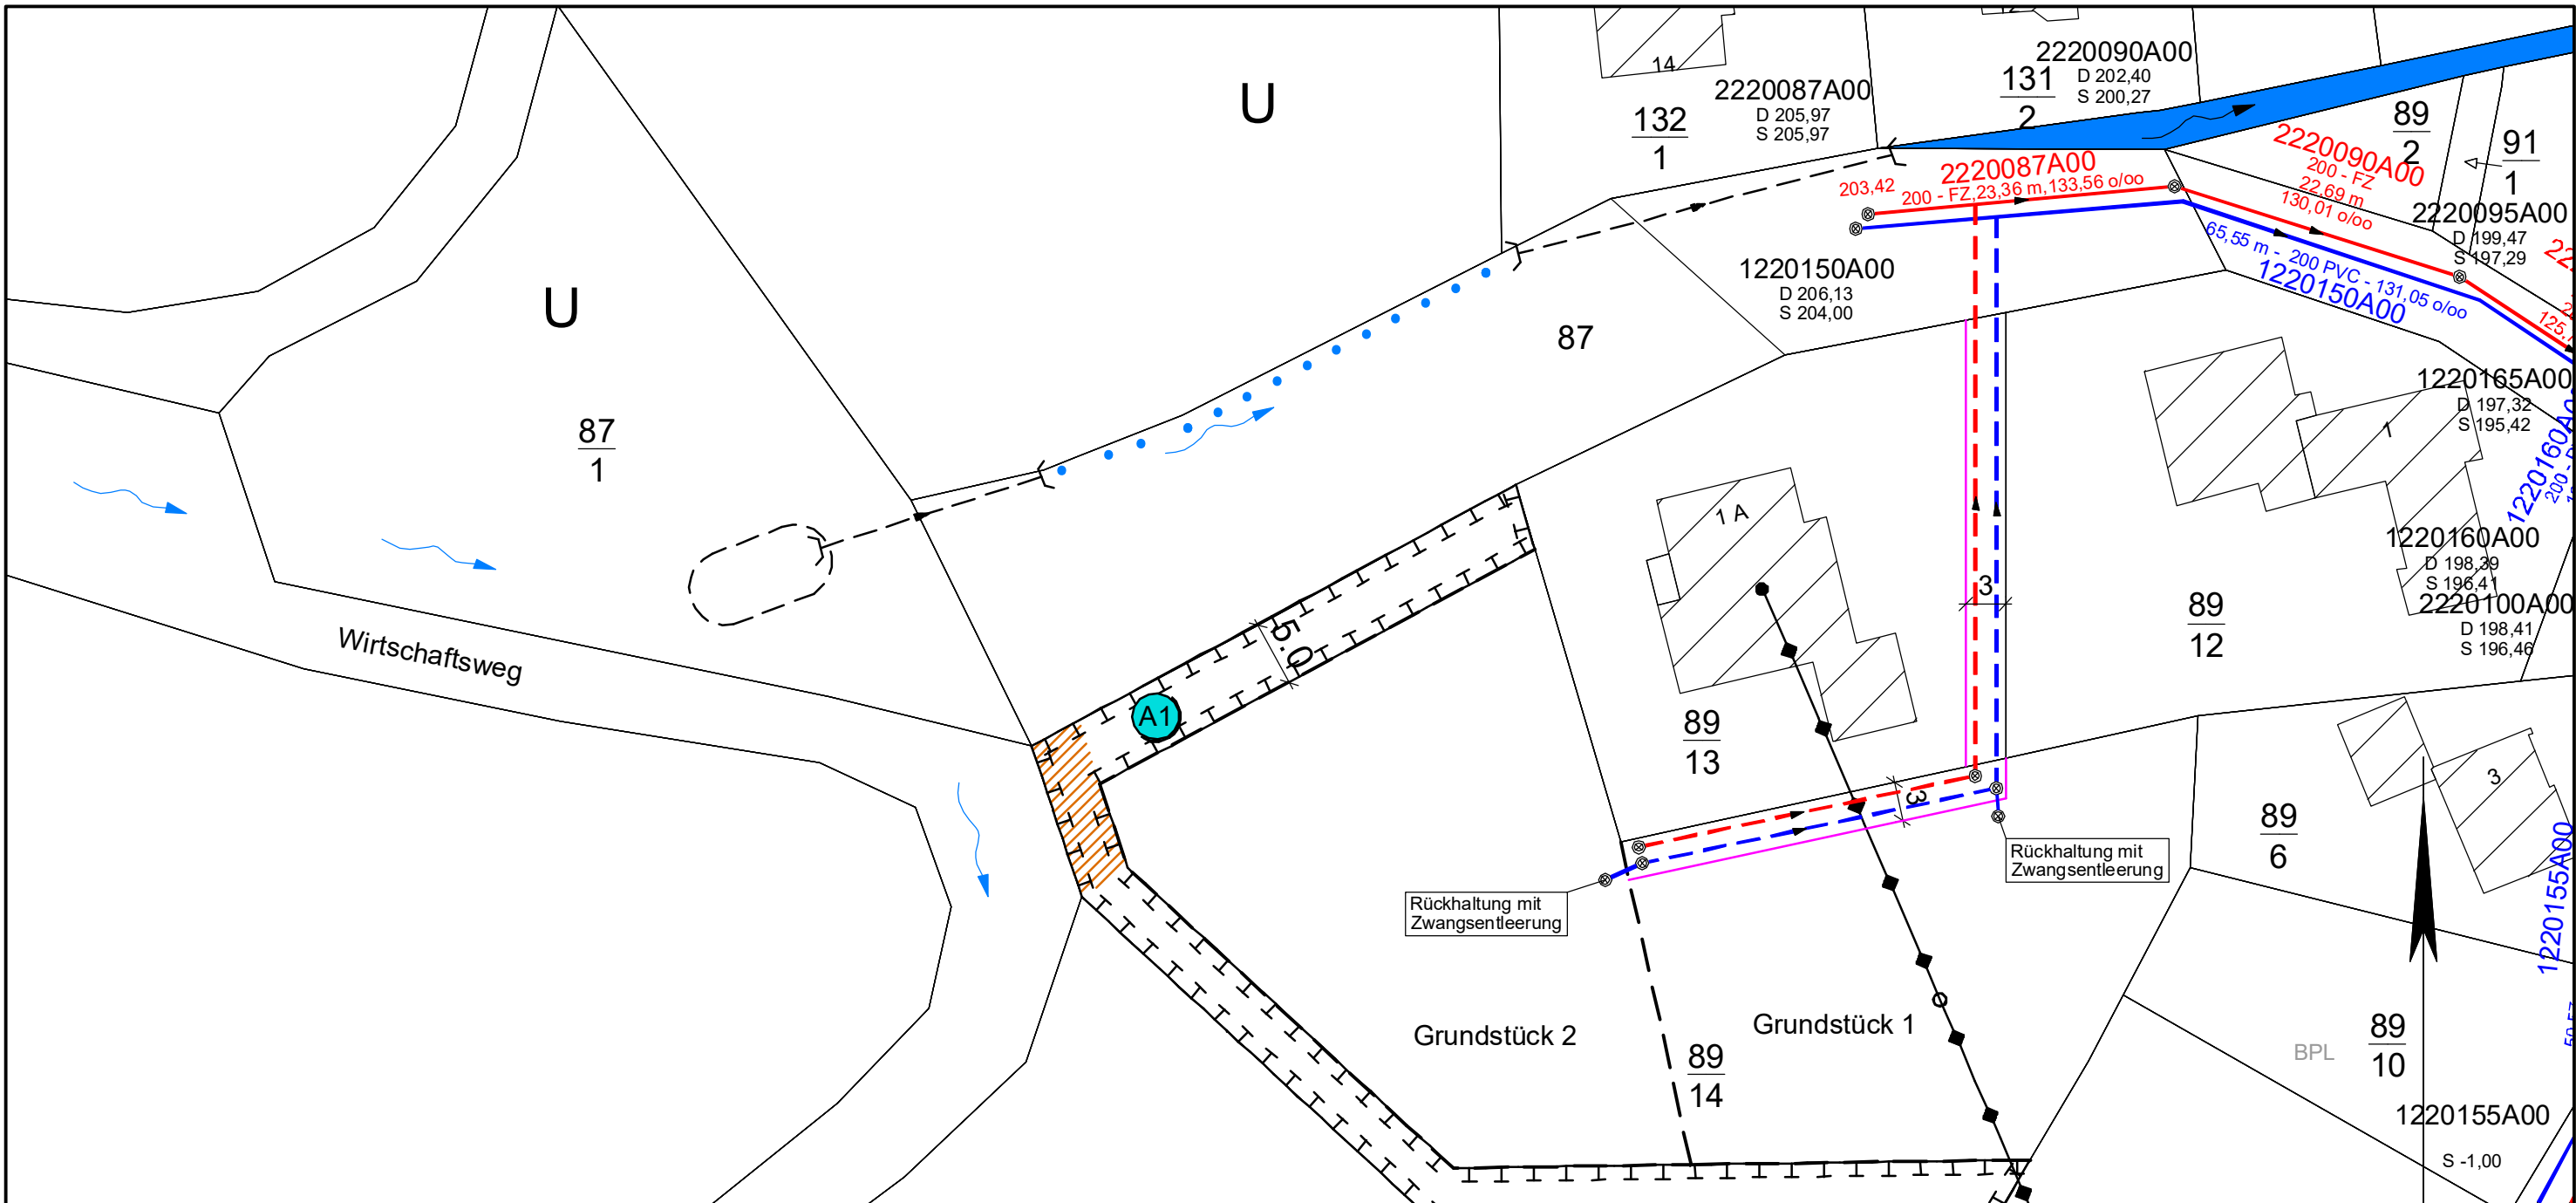 U
14
132
1
2220087A00
D 205,97
S 205,97
2220090A00
D 202,40
S 200,27
131
2
89
2
91
1
2220090A00
200 - FZ
22,69 m
130,01 o/oo
2220087A00
203,42
200 - FZ,23,36 m,133,56 o/oo
2220095A00
D 199,47
S 197,29
65,55 m - 200 PVC - 131,05 o/oo
1220150A00
1220150A00
D 206,13
S 204,00
U
87
87
1
1220165A00
D 197,32
S 195,42
1
1 A
1220160A00
D 198,39
S 196,41
2220100A00
D 198,41
S 196,46
3
89
12
Wirtschaftsweg
5.0
A1
89
13
3
3
89
6
Rückhaltung mit
Zwangsentleerung
Rückhaltung mit
Zwangsentleerung
1220155A00
Grundstück 2
Grundstück 1
89
14
BPL
89
10
1220155A00
S -1,00